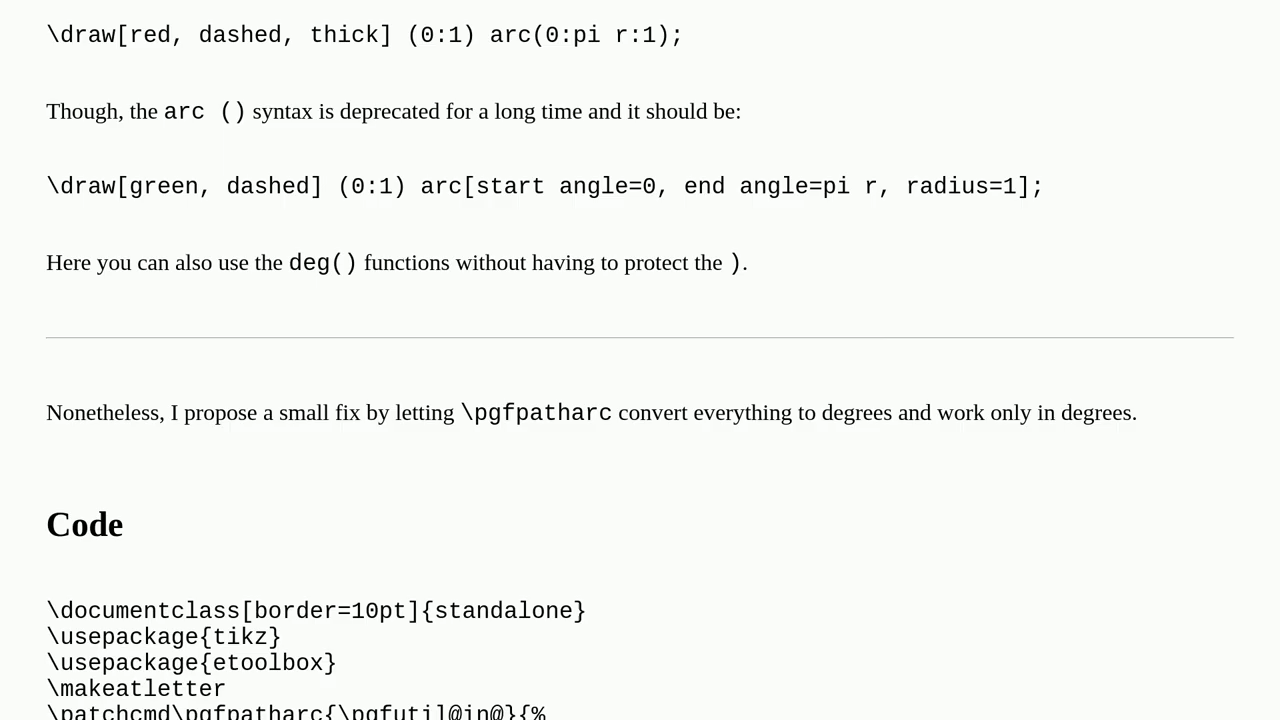 \draw[red, dashed, thick] (0:1) arc(0:pi r:1);
Though, the arc () syntax is deprecated for a long time and it should be:
\draw[green, dashed] (0:1) arc[start angle=0, end angle=pi r, radius=1];
Here you can also use the deg() functions without having to protect the ).
Nonetheless, I propose a small fix by letting \pgfpatharc convert everything to degrees and work only in degrees.
Code
\documentclass[border=10pt]{standalone}
\usepackage{tikz}
\usepackage{etoolbox}
\makeatletter
\patchcmd\pgfpatharc{\pgfutil@in@}{%